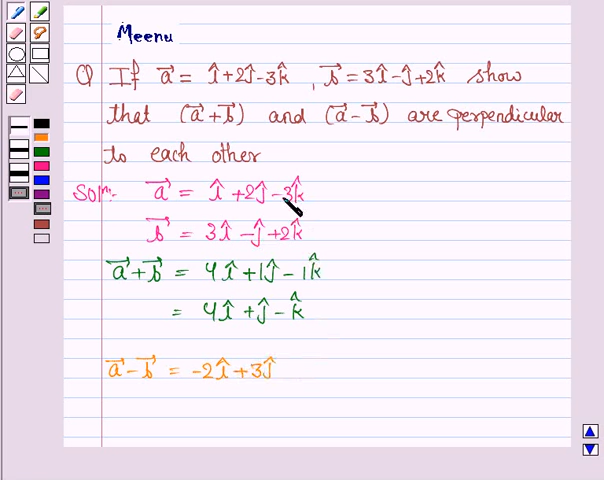 Meenu
Q If a⃗ = î+2ĵ-3k̂ , b⃗ = 3î-ĵ+2k̂ show
that (a⃗+b⃗) and (a⃗-b⃗) are perpendicular
to each other
Soln:- a⃗ = î+2ĵ-3k̂
b⃗ = 3î-ĵ+2k̂
a⃗+b⃗ = 4î+1ĵ-1k̂
= 4î+ĵ-k̂
a⃗-b⃗ = -2î+3ĵ